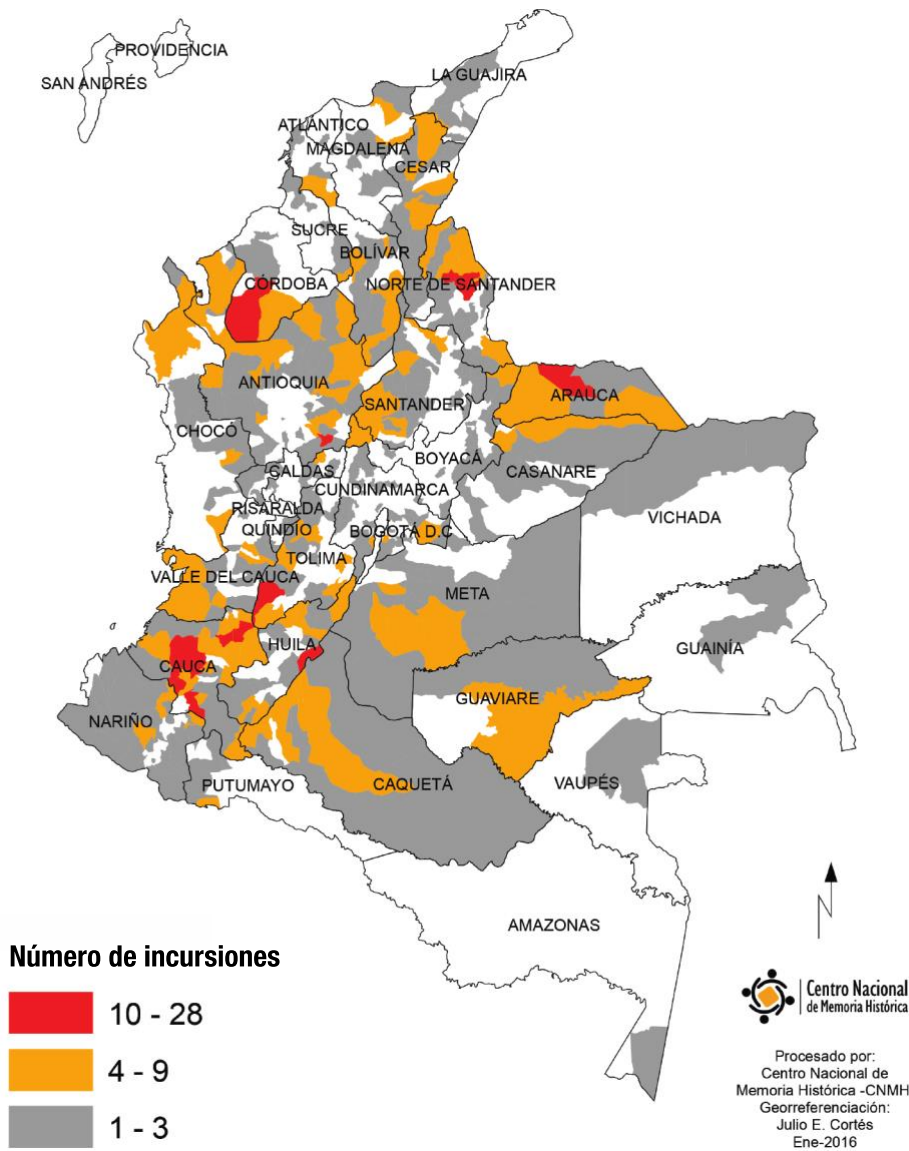 PROVIDENCIA
SAN ANDRÉS
LA GUAJIRA
ATLÁNTICO
MAGDALENA
CESAR
SUCRE
BOLÍVAR
CÓRDOBA
NORTE DE SANTANDER
ANTIOQUIA
ARAUCA
SANTANDER
CHOCÓ
BOYACÁ
CALDAS
CASANARE
CUNDINAMARCA
RISARALDA
VICHADA
QUINDÍO
BOGOTÁ D.C
TOLIMA
VALLE DEL CAUCA
META
HUILA
GUAINÍA
CAUCA
GUAVIARE
NARIÑO
PUTUMAYO
CAQUETÁ
VAUPÉS
AMAZONAS
N
Número de incursiones
10 - 28
4 - 9
1 - 3
Centro Nacional
de Memoria Histórica
Procesado por:
Centro Nacional de
Memoria Histórica -CNMH
Georreferenciación:
Julio E. Cortés
Ene-2016